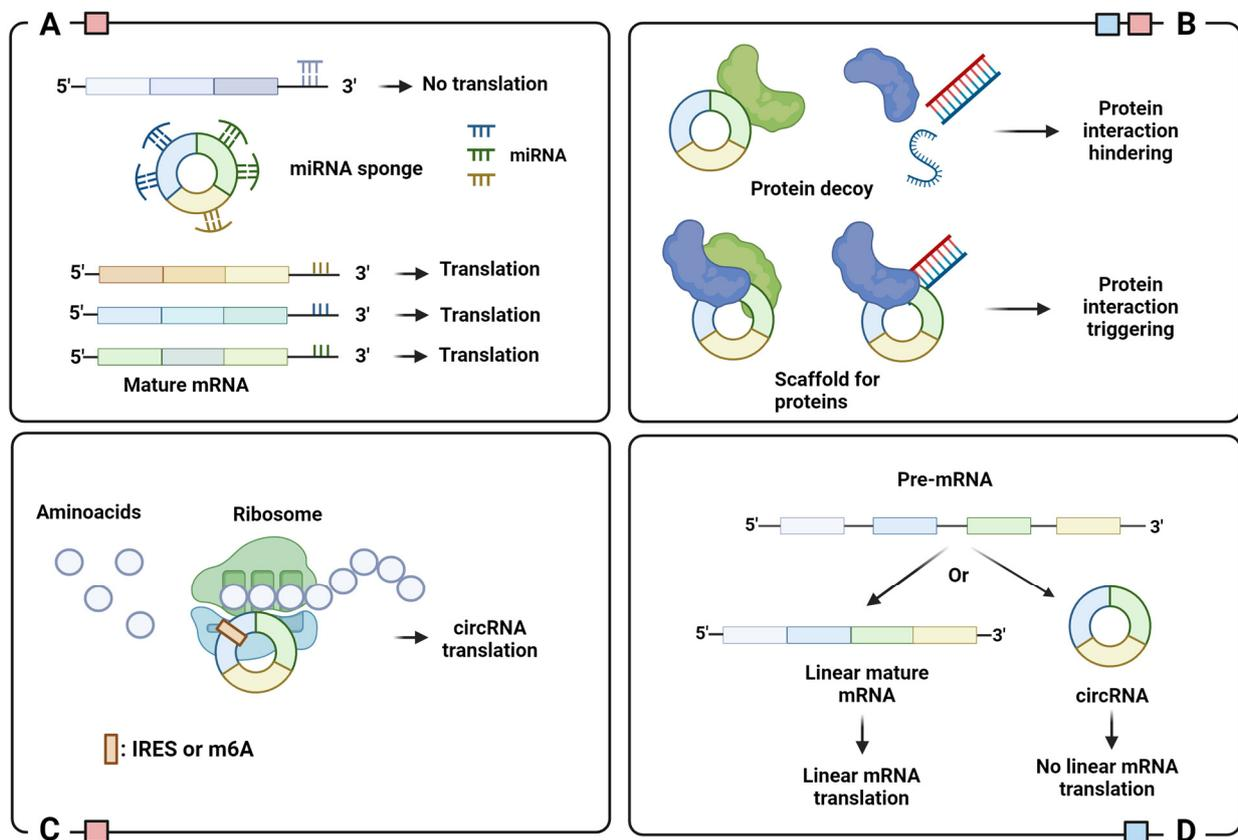 A
5'
3'
No translation
miRNA sponge
miRNA
5'
3'
Translation
5'
3'
Translation
5'
3'
Translation
Mature mRNA
B
Protein decoy
Protein
interaction
hindering
Scaffold for
proteins
Protein
interaction
triggering
Aminoacids
Ribosome
circRNA
translation
: IRES or m6A
C
Pre-mRNA
5'
3'
Or
5'
3'
Linear mature
mRNA
circRNA
Linear mRNA
translation
No linear mRNA
translation
D